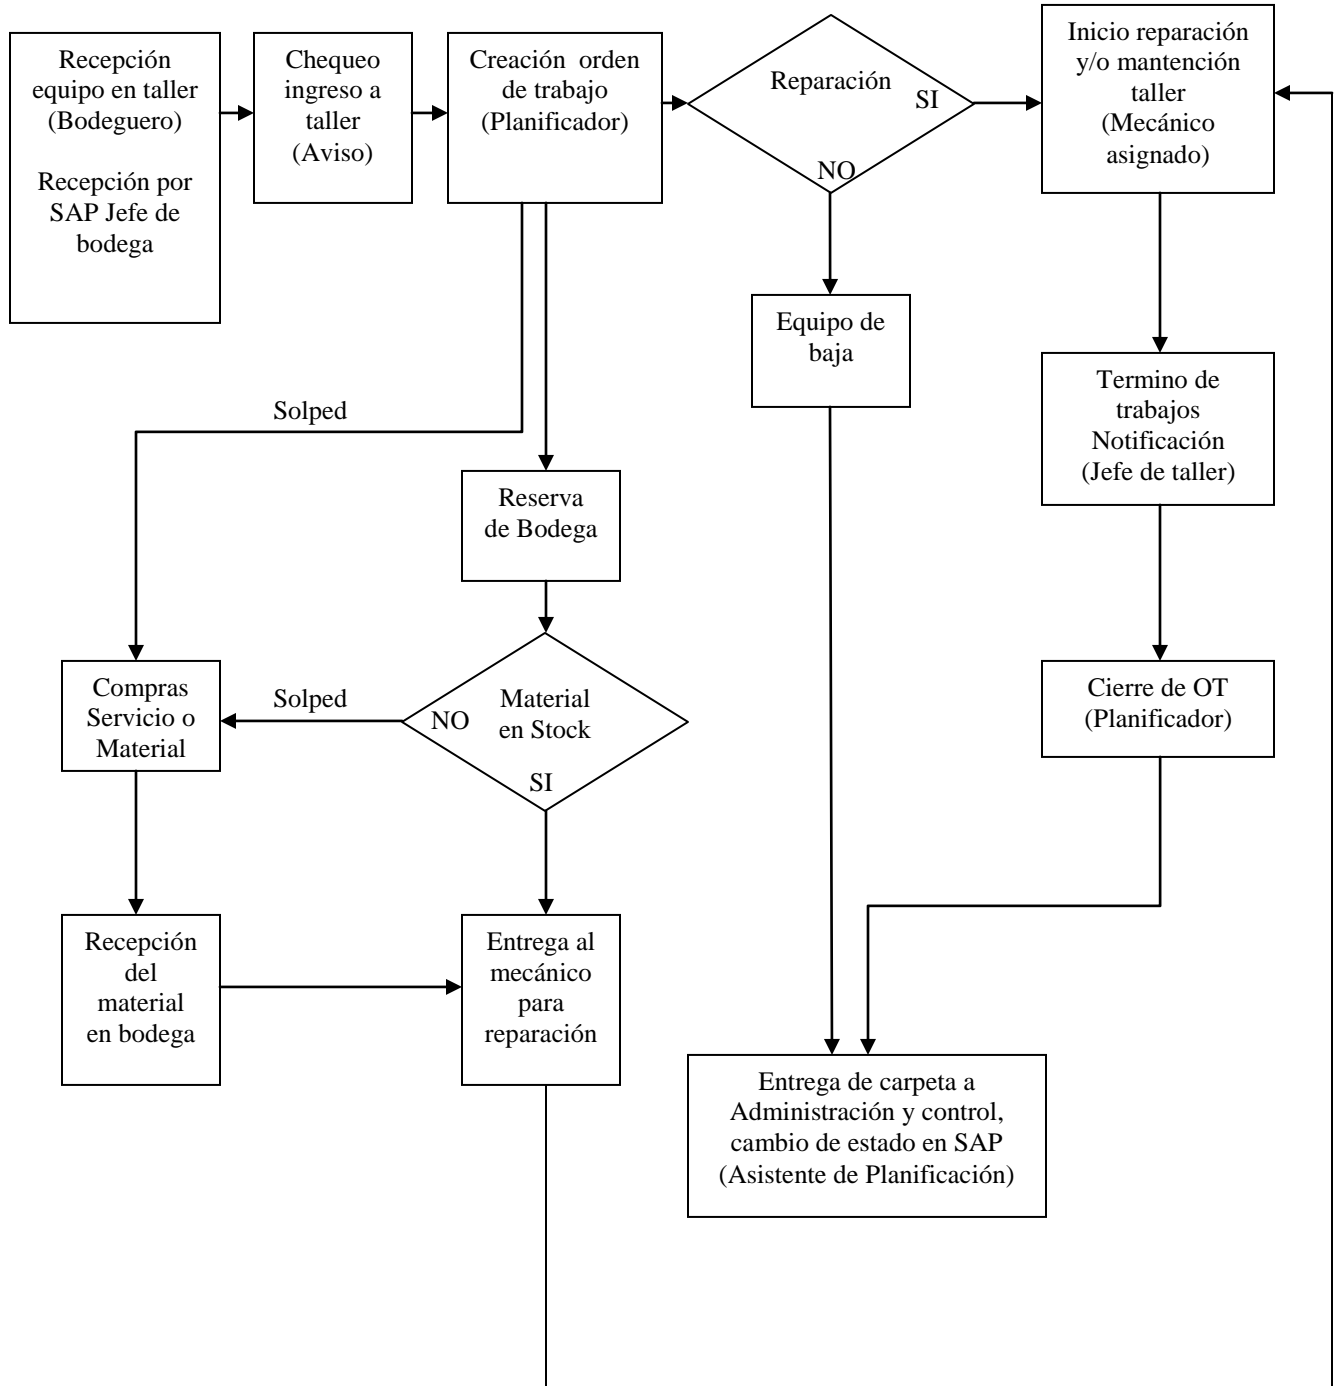 Recepción
equipo en taller
(Bodeguero)
Recepción por
SAP Jefe de
bodega
Chequeo
ingreso a
taller
(Aviso)
Creación orden
de trabajo
(Planificador)
Reparación
SI
NO
Inicio reparación
y/o mantención
taller
(Mecánico
asignado)
Equipo de
baja
Termino de
trabajos
Notificación
(Jefe de taller)
Solped
Reserva
de Bodega
Compras
Servicio o
Material
Solped
NO
Material
en Stock
SI
Cierre de OT
(Planificador)
Recepción
del
material
en bodega
Entrega al
mecánico
para
reparación
Entrega de carpeta a
Administración y control,
cambio de estado en SAP
(Asistente de Planificación)